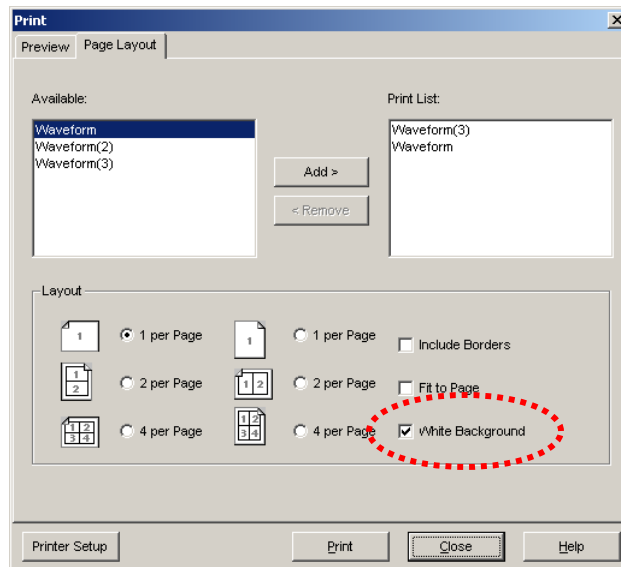 Print
Preview Page Layout
Available: Print List:
Waveform Waveform(3)
Waveform(2) Waveform
Waveform(3)
Add >
< Remove
Layout
1 1 per Page 1 1 per Page Include Borders
1 2 2 per Page 1 2 2 per Page Fit to Page
1 2 3 4 4 per Page 1 2 3 4 4 per Page White Background
Printer Setup Print Close Help